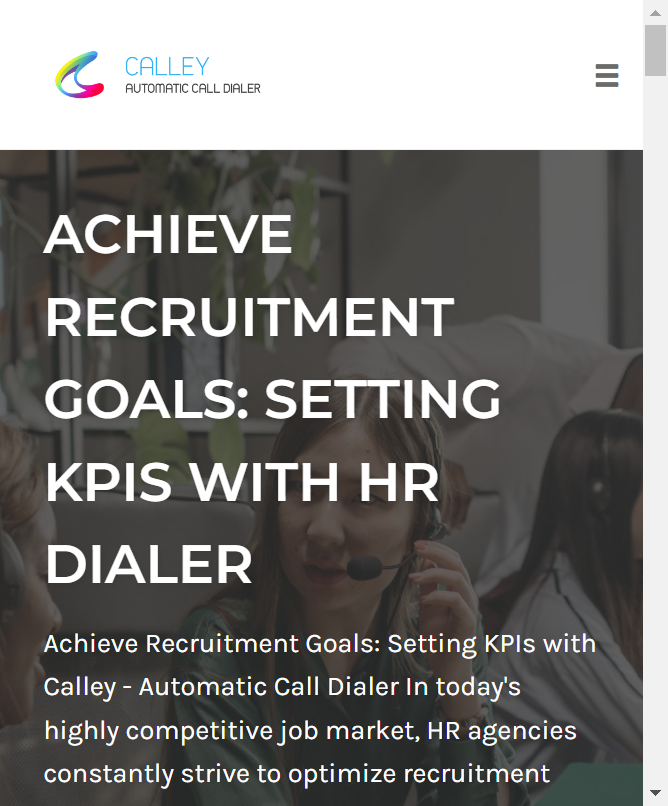 CALLEY
AUTOMATIC CALL DIALER
ACHIEVE
RECRUITMENT
GOALS: SETTING
KPIS WITH HR
DIALER
Achieve Recruitment Goals: Setting KPIs with
Calley - Automatic Call Dialer In today's
highly competitive job market, HR agencies
constantly strive to optimize recruitment